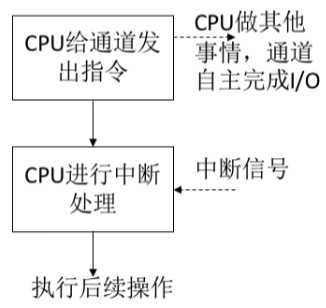 CPU给通道发
出指令
CPU做其他
事情，通道
自主完成I/O
CPU进行中断
处理
中断信号
执行后续操作